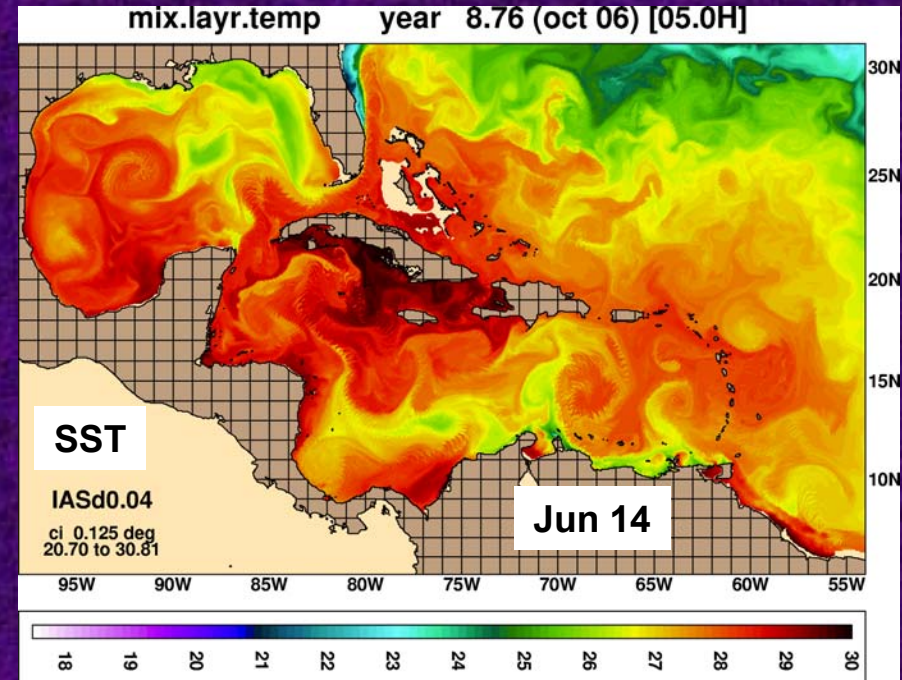 mix.layr.temp year 8.76 (oct 06) [05.0H]
30N
25N
20N
15N
10N
SST
IASd0.04
ci 0.125 deg
20.70 to 30.81
Jun 14
95W 90W 85W 80W 75W 70W 65W 60W 55W
18 19 20 21 22 23 24 25 26 27 28 29 30